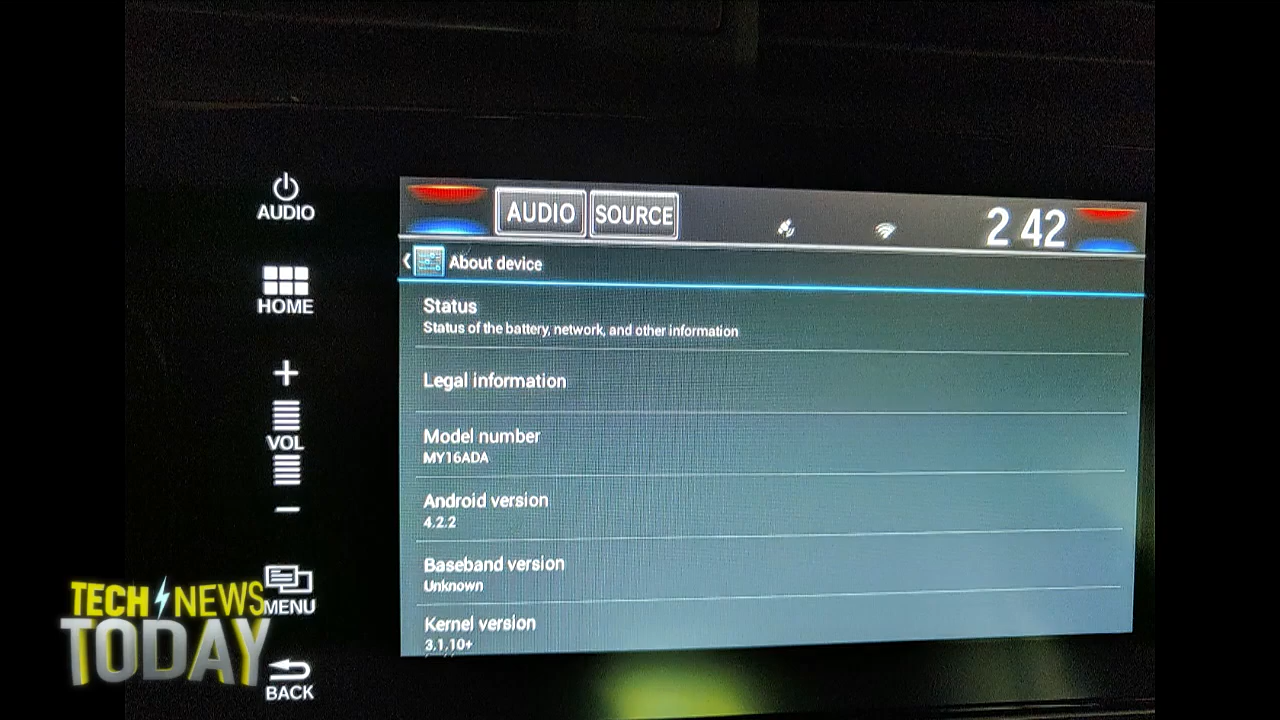 AUDIO
HOME
+
VOL
−
MENU
BACK
AUDIO SOURCE 2 42
About device
Status
Status of the battery, network, and other information
Legal information
Model number
MY16ADA
Android version
4.2.2
Baseband version
Unknown
Kernel version
3.1.10+
TECH NEWS
TODAY